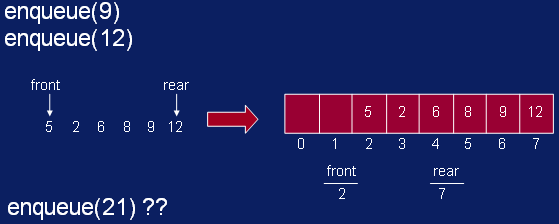 enqueue(9)
enqueue(12)
front rear
5 2 6 8 9 12
5 2 6 8 9 12
0 1 2 3 4 5 6 7
front rear
2 7
enqueue(21) ??